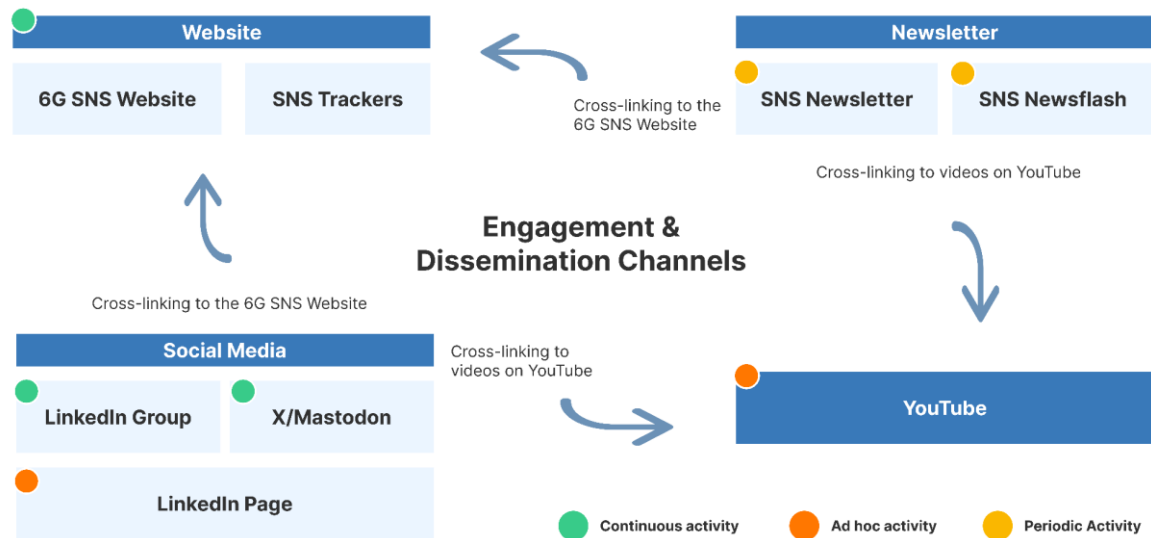 Website
6G SNS Website
SNS Trackers
Cross-linking to the
6G SNS Website
Newsletter
SNS Newsletter
SNS Newsflash
Cross-linking to videos on YouTube
Engagement &
Dissemination Channels
Cross-linking to the 6G SNS Website
Social Media
LinkedIn Group
X/Mastodon
LinkedIn Page
Cross-linking to
videos on YouTube
YouTube
Continuous activity
Ad hoc activity
Periodic Activity